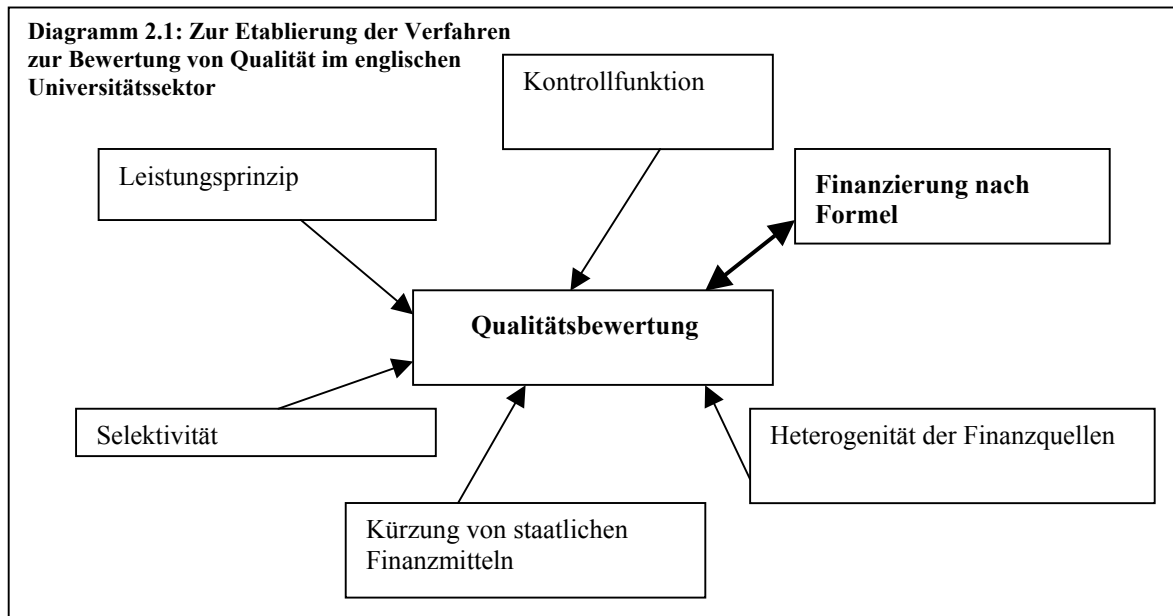 Diagramm 2.1: Zur Etablierung der Verfahren
zur Bewertung von Qualität im englischen
Universitätssektor
Kontrollfunktion
Leistungsprinzip
Finanzierung nach
Formel
Qualitätsbewertung
Selektivität
Heterogenität der Finanzquellen
Kürzung von staatlichen
Finanzmitteln